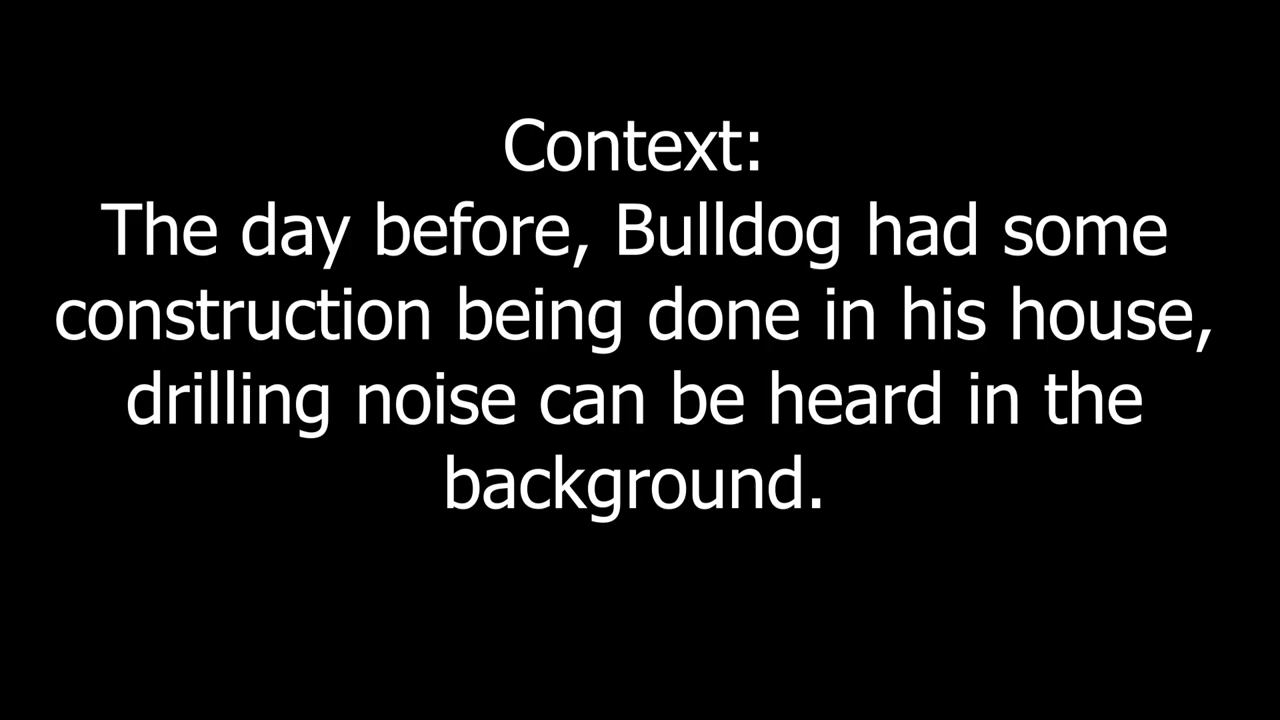 Context:
The day before, Bulldog had some
construction being done in his house,
drilling noise can be heard in the
background.